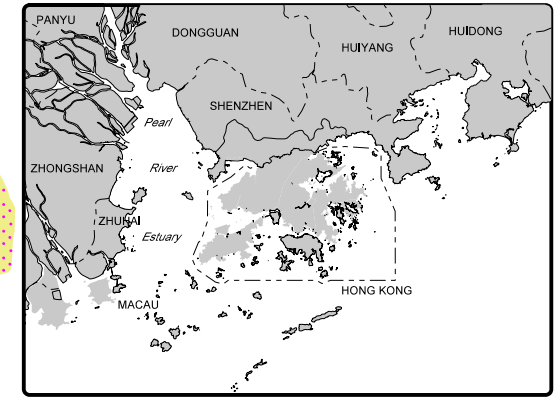 PANYU
DONGGUAN
HUIYANG
HUIDONG
SHENZHEN
Pearl
River
Estuary
ZHONGSHAN
ZHUHAI
MACAU
HONG KONG